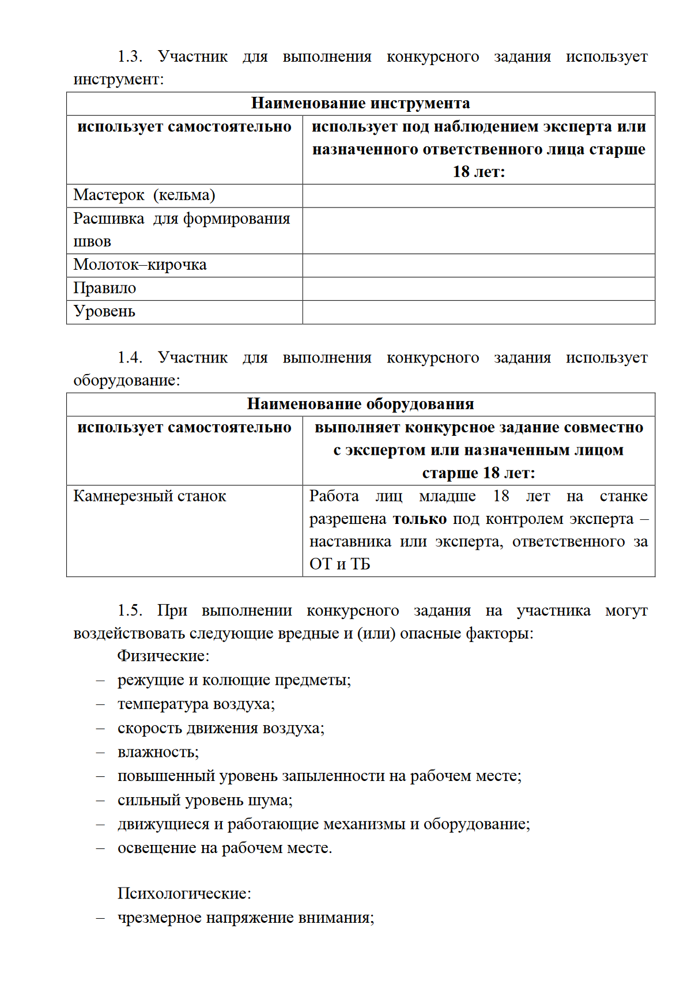 1.3. Участник для выполнения конкурсного задания использует
инструмент:
Наименование инструмента
использует самостоятельно
использует под наблюдением эксперта или
назначенного ответственного лица старше
18 лет:
Мастерок (кельма)
Расшивка для формирования
швов
Молоток–кирочка
Правило
Уровень
1.4. Участник для выполнения конкурсного задания использует
оборудование:
Наименование оборудования
использует самостоятельно
выполняет конкурсное задание совместно
с экспертом или назначенным лицом
старше 18 лет:
Камнерезный станок
Работа лиц младше 18 лет на станке
разрешена только под контролем эксперта –
наставника или эксперта, ответственного за
ОТ и ТБ
1.5. При выполнении конкурсного задания на участника могут
воздействовать следующие вредные и (или) опасные факторы:
Физические:
– режущие и колющие предметы;
– температура воздуха;
– скорость движения воздуха;
– влажность;
– повышенный уровень запыленности на рабочем месте;
– сильный уровень шума;
– движущиеся и работающие механизмы и оборудование;
– освещение на рабочем месте.
Психологические:
– чрезмерное напряжение внимания;